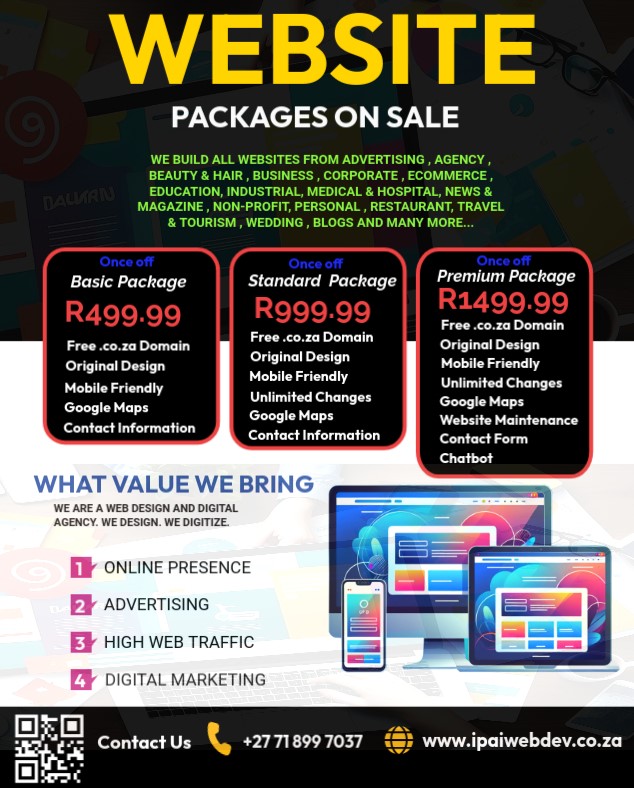 WEBSITE
PACKAGES ON SALE
WE BUILD ALL WEBSITES FROM ADVERTISING , AGENCY ,
BEAUTY & HAIR , BUSINESS , CORPORATE , ECOMMERCE ,
EDUCATION, INDUSTRIAL, MEDICAL & HOSPITAL, NEWS &
MAGAZINE , NON-PROFIT, PERSONAL , RESTAURANT, TRAVEL
& TOURISM , WEDDING , BLOGS AND MANY MORE...
Once off
Basic Package
R499.99
Free .co.za Domain
Original Design
Mobile Friendly
Google Maps
Contact Information
Once off
Standard Package
R999.99
Free .co.za Domain
Original Design
Mobile Friendly
Unlimited Changes
Google Maps
Contact Information
Once off
Premium Package
R1499.99
Free .co.za Domain
Original Design
Mobile Friendly
Unlimited Changes
Google Maps
Website Maintenance
Contact Form
Chatbot
WHAT VALUE WE BRING
WE ARE A WEB DESIGN AND DIGITAL
AGENCY. WE DESIGN. WE DIGITIZE.
1 ONLINE PRESENCE
2 ADVERTISING
3 HIGH WEB TRAFFIC
4 DIGITAL MARKETING
Contact Us +27 71 899 7037 www.ipaiwebdev.co.za